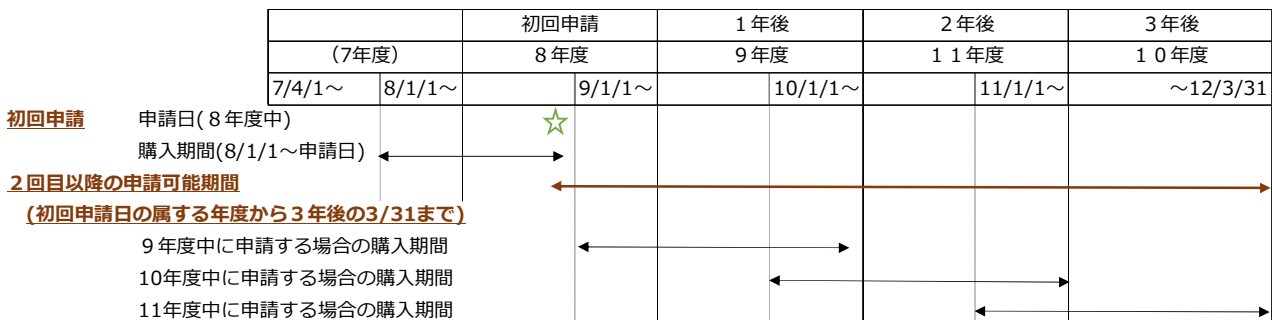 初回申請 １年後 ２年後 ３年後
（7年度） ８年度 ９年度 １１年度 １０年度
7/4/1～ 8/1/1～ 9/1/1～ 10/1/1～ 11/1/1～ ～12/3/31
初回申請 申請日(８年度中) ☆
購入期間(8/1/1～申請日)
２回目以降の申請可能期間
(初回申請日の属する年度から３年後の3/31まで)
９年度中に申請する場合の購入期間
10年度中に申請する場合の購入期間
11年度中に申請する場合の購入期間